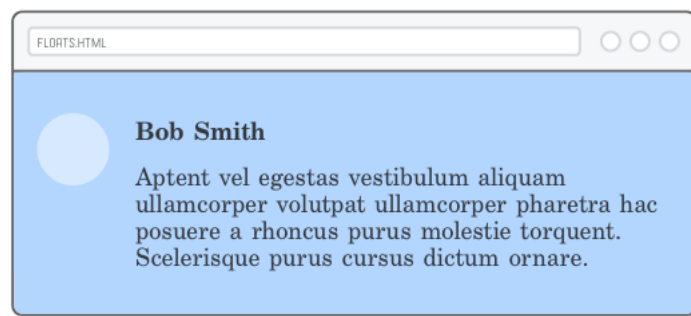 FLOATS.HTML
Bob Smith
Aptent vel egestas vestibulum aliquam
ullamcorper volutpat ullamcorper pharetra hac
posuere a rhoncus purus molestie torquent.
Scelerisque purus cursus dictum ornare.